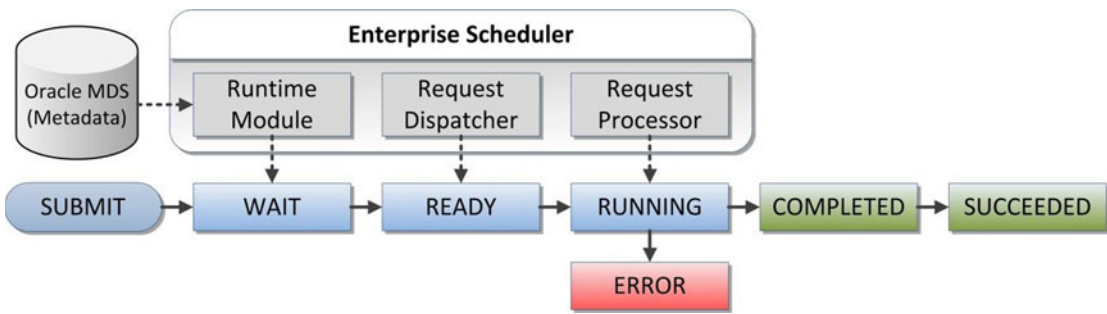 Enterprise Scheduler
Oracle MDS
(Metadata)
Runtime
Module
Request
Dispatcher
Request
Processor
SUBMIT
WAIT
READY
RUNNING
COMPLETED
SUCCEEDED
ERROR